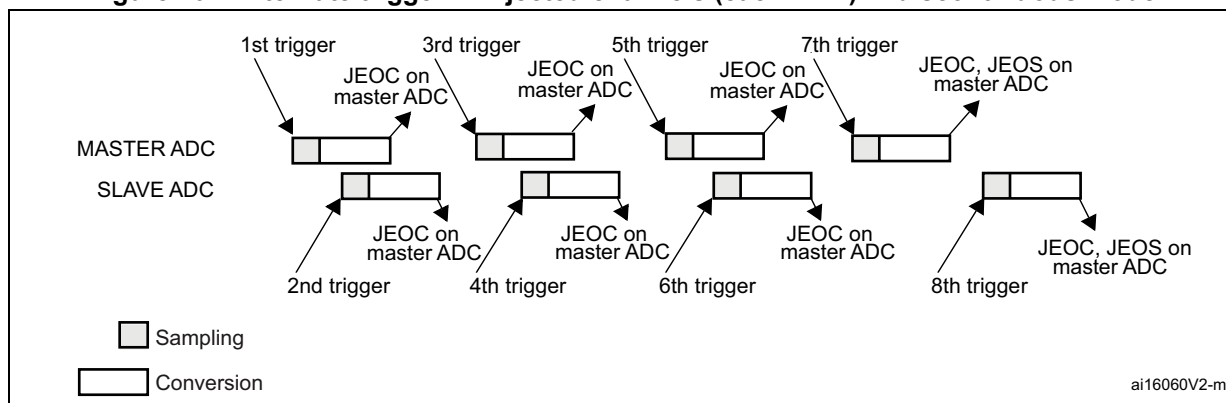 1st trigger
3rd trigger
5th trigger
7th trigger
JEOC on
master ADC
JEOC on
master ADC
JEOC on
master ADC
JEOC, JEOS on
master ADC
MASTER ADC
SLAVE ADC
JEOC on
master ADC
JEOC on
master ADC
JEOC on
master ADC
JEOC, JEOS on
master ADC
2nd trigger
4th trigger
6th trigger
8th trigger
Sampling
Conversion
ai16060V2-m